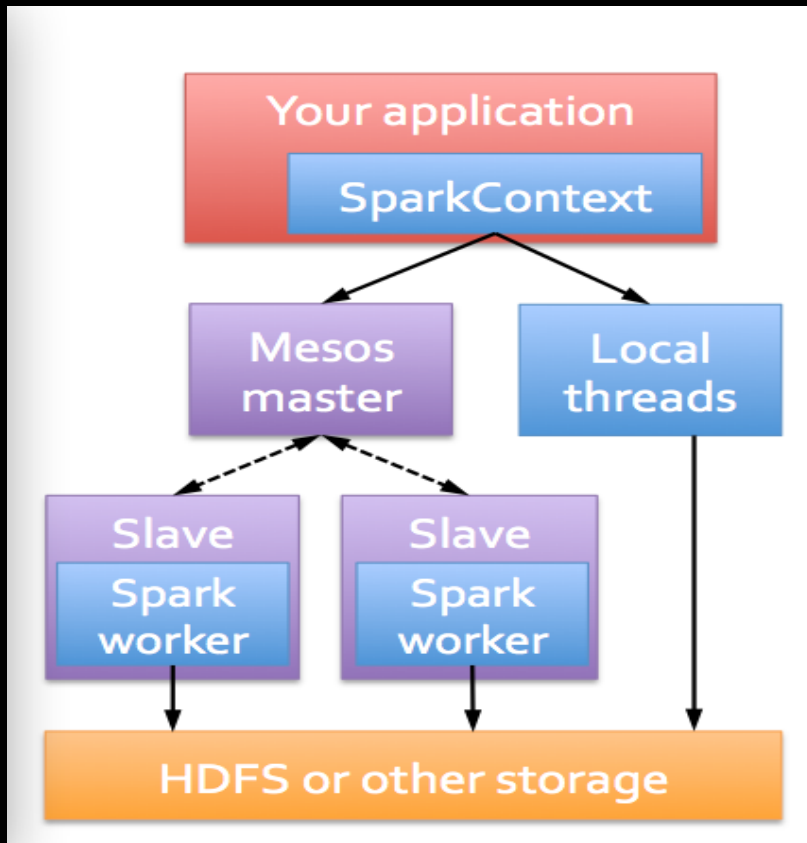 Your application
SparkContext
Mesos
master
Local
threads
Slave
Spark
worker
Slave
Spark
worker
HDFS or other storage